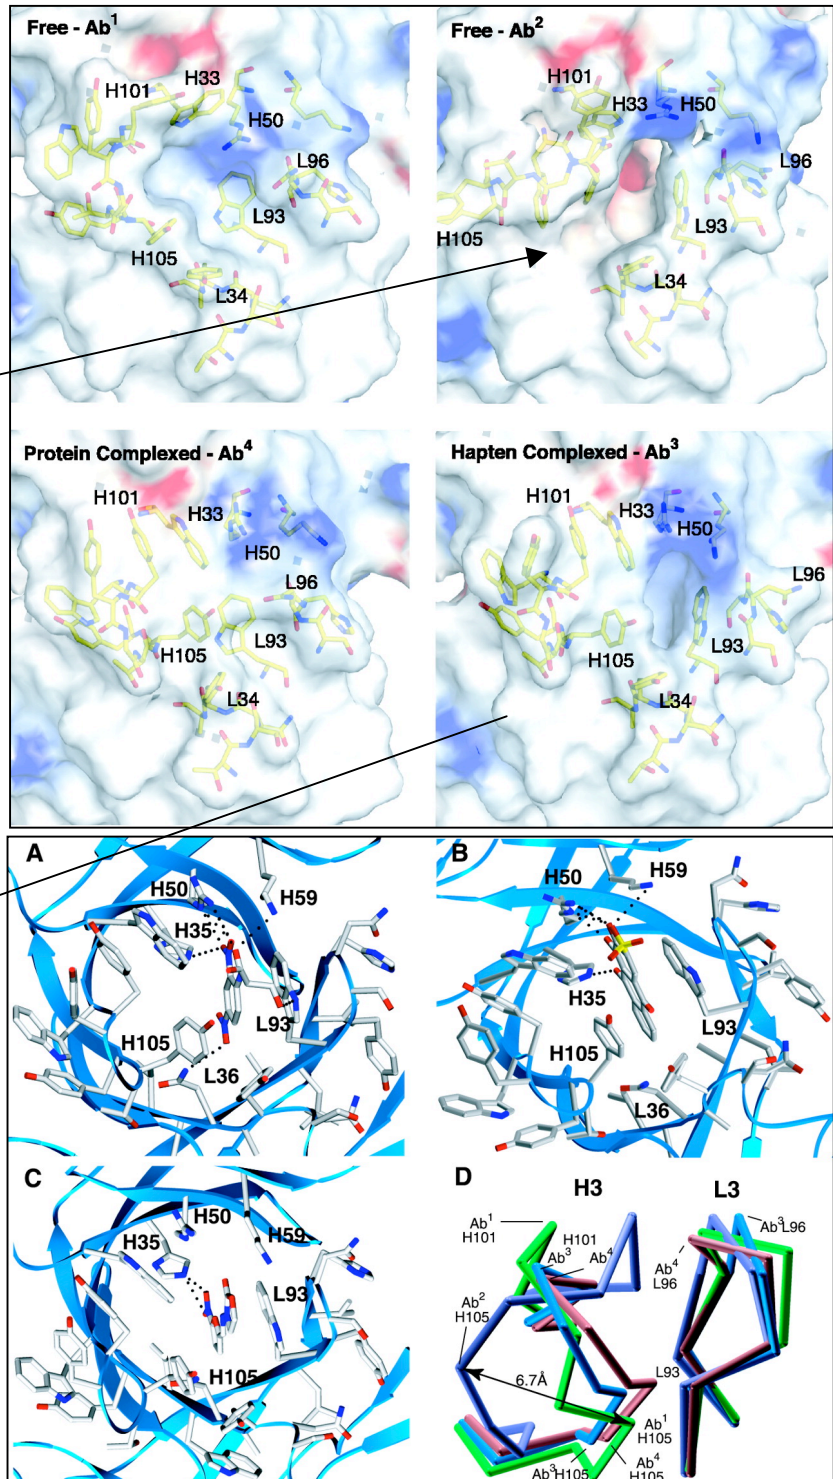 Free - Ab1
H101
H33
H50
L96
L93
H105
L34
Free - Ab2
H101
H33
H50
L96
L93
H105
L34
Protein Complexed - Ab4
H101
H33
H50
L96
L93
H105
L34
Hapten Complexed - Ab3
H101
H33
H50
L96
L93
H105
L34
A
H50
H59
H35
L93
H105
L36
B
H50
H59
H35
L93
H105
L36
C
H50
H59
H35
L93
H105
D
H3
L3
Ab1
H101
H101
Ab3
Ab4
Ab3 L96
Ab4
L96
Ab2
H105
L93
6.7Å
Ab1
H105
Ab3 H105
Ab4
H105